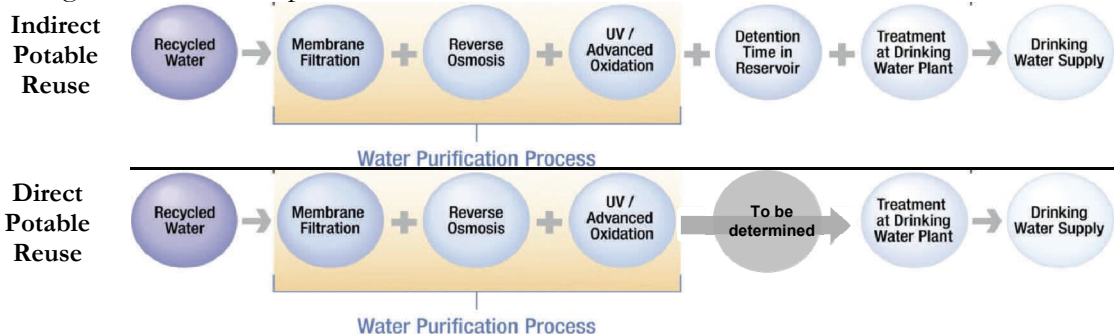 Indirect
Potable
Reuse
Recycled
Water
Membrane
Filtration
Reverse
Osmosis
UV /
Advanced
Oxidation
Detention
Time in
Reservoir
Treatment
at Drinking
Water Plant
Drinking
Water Supply
Water Purification Process
Direct
Potable
Reuse
Recycled
Water
Membrane
Filtration
Reverse
Osmosis
UV /
Advanced
Oxidation
To be
determined
Treatment
at Drinking
Water Plant
Drinking
Water Supply
Water Purification Process